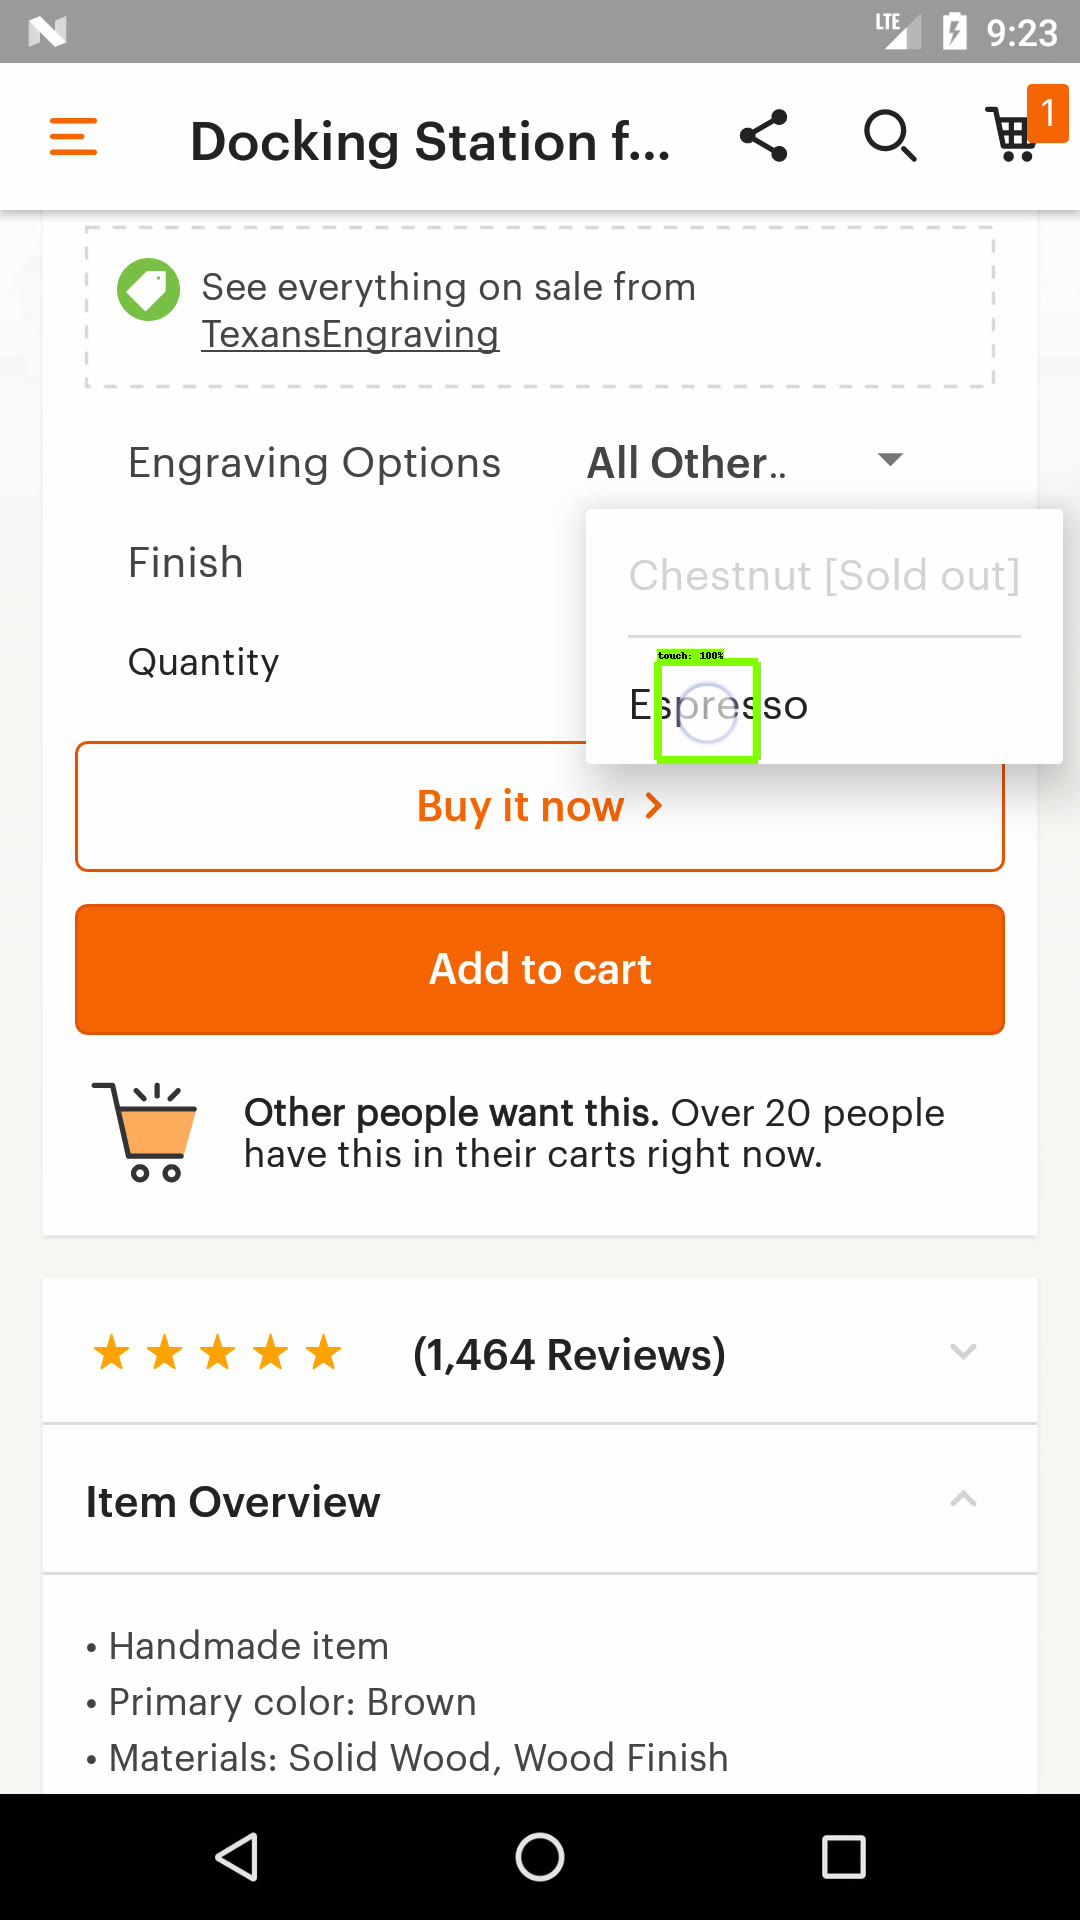 LTE
9:23
Docking Station f...
1
See everything on sale from
TexansEngraving
Engraving Options
All Other..
Finish
Chestnut [Sold out]
Quantity
touch: 100%
Espresso
Buy it now
Add to cart
Other people want this. Over 20 people
have this in their carts right now.
(1,464 Reviews)
Item Overview
• Handmade item
• Primary color: Brown
• Materials: Solid Wood, Wood Finish